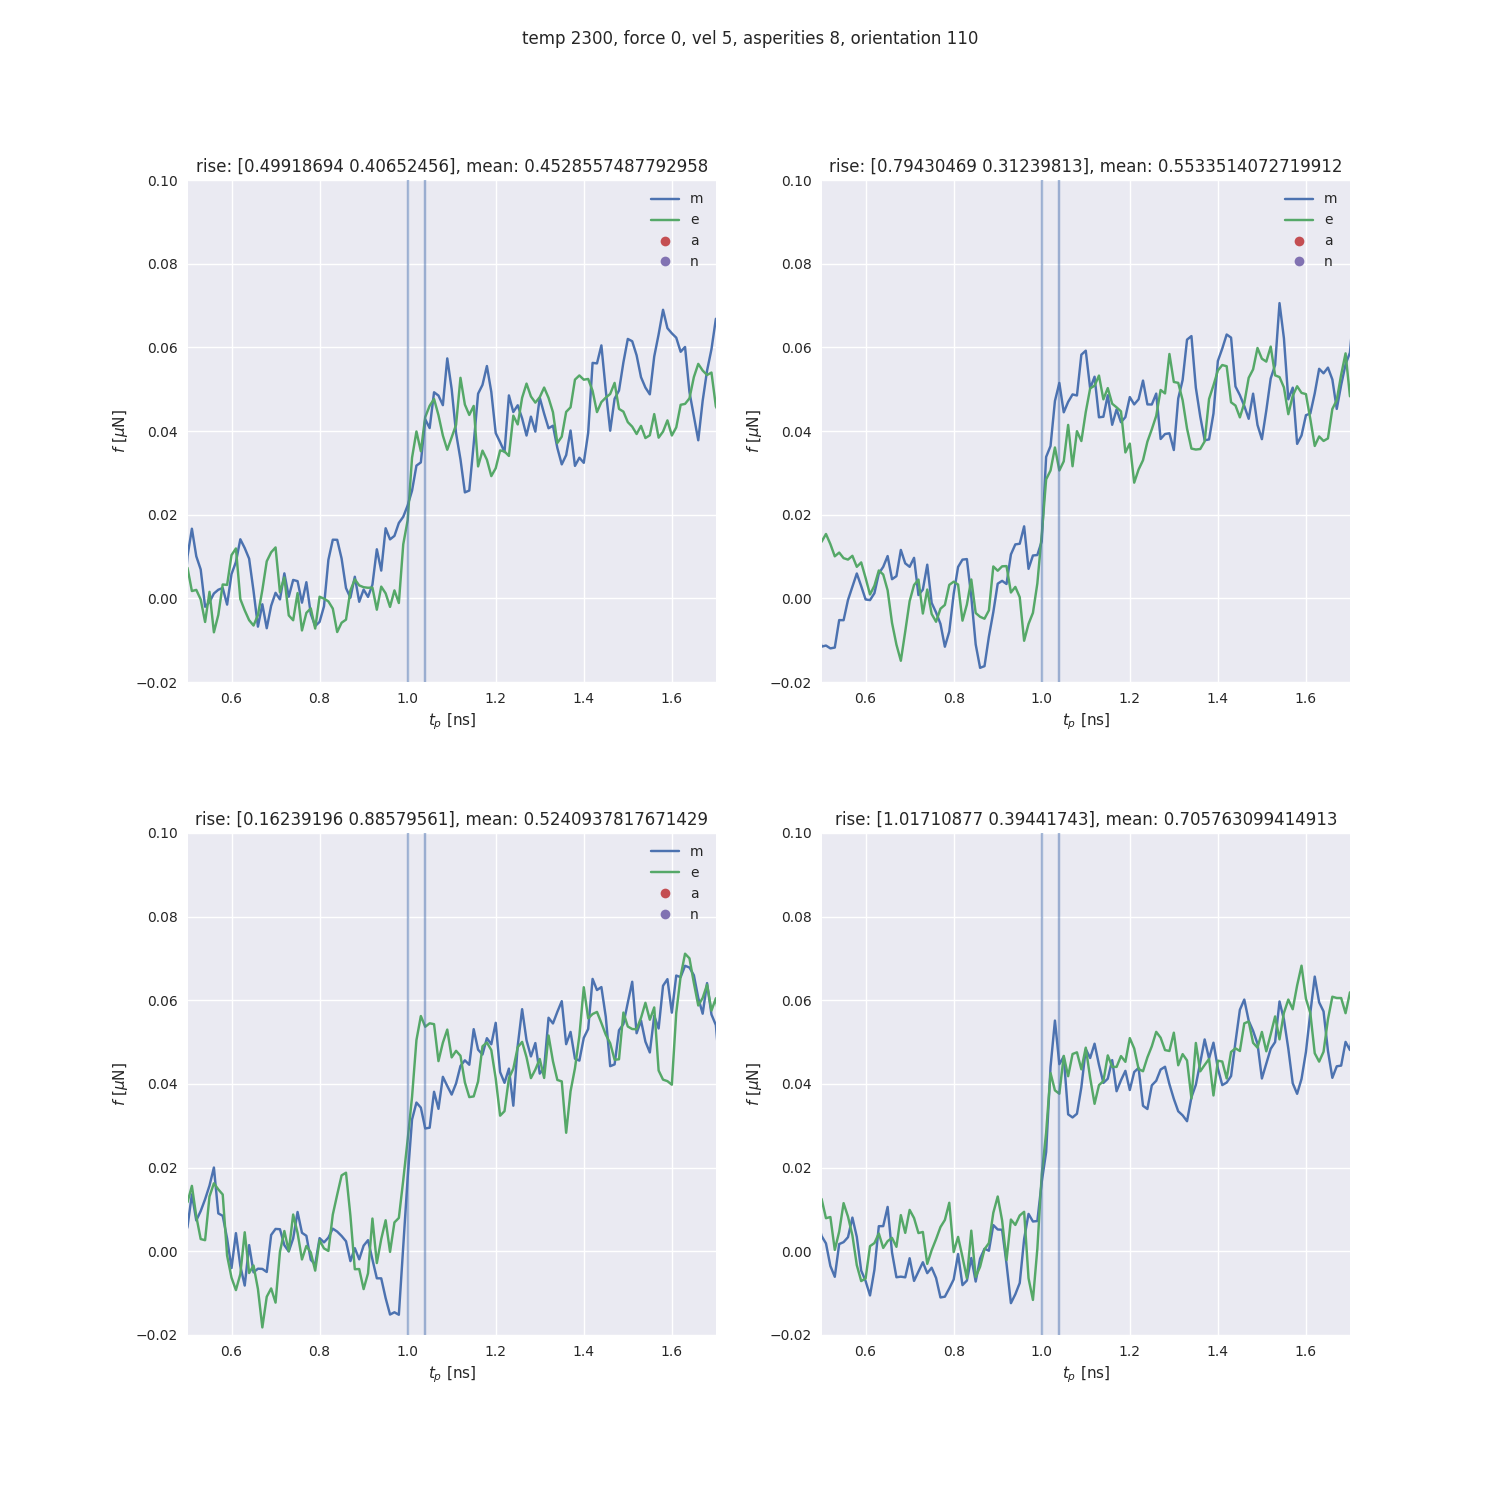 temp 2300, force 0, vel 5, asperities 8, orientation 110
rise: [0.49918694 0.40652456], mean: 0.4528557487792958
0.10
0.08
0.06
0.04
0.02
0.00
−0.02
f [μN]
m
e
a
n
0.6 0.8 1.0 1.2 1.4 1.6
t_p [ns]
rise: [0.79430469 0.31239813], mean: 0.5533514072719912
0.10
0.08
0.06
0.04
0.02
0.00
−0.02
f [μN]
m
e
a
n
0.6 0.8 1.0 1.2 1.4 1.6
t_p [ns]
rise: [0.16239196 0.88579561], mean: 0.5240937817671429
0.10
0.08
0.06
0.04
0.02
0.00
−0.02
f [μN]
m
e
a
n
0.6 0.8 1.0 1.2 1.4 1.6
t_p [ns]
rise: [1.01710877 0.39441743], mean: 0.705763099414913
0.10
0.08
0.06
0.04
0.02
0.00
−0.02
f [μN]
0.6 0.8 1.0 1.2 1.4 1.6
t_p [ns]